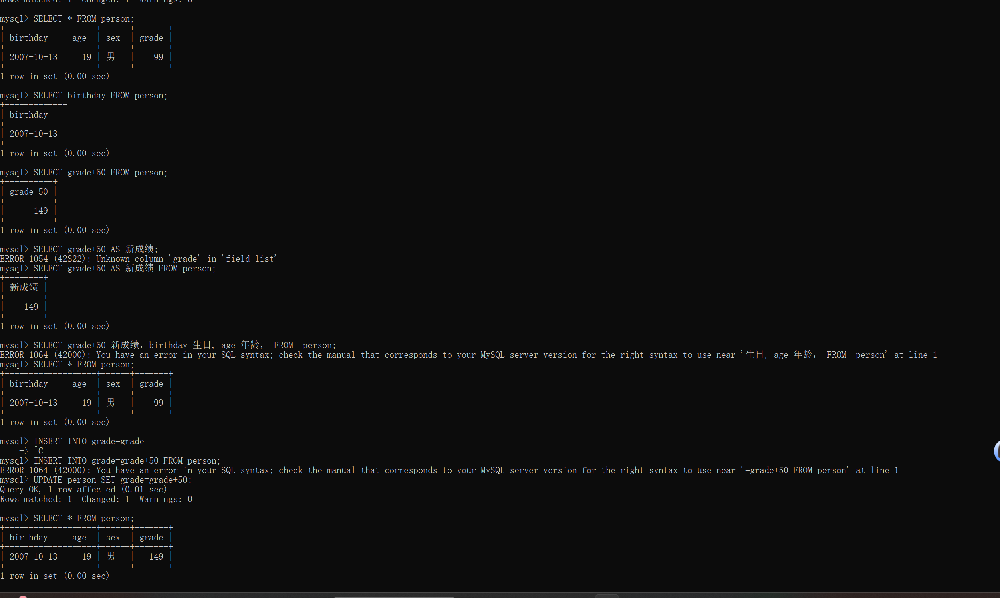 Rows matched: 1  Changed: 1  Warnings: 0
mysql> SELECT * FROM person;
+------------+------+------+-------+
| birthday   | age  | sex  | grade |
+------------+------+------+-------+
| 2007-10-13 |   19 | 男   |    99 |
+------------+------+------+-------+
1 row in set (0.00 sec)
mysql> SELECT birthday FROM person;
+------------+
| birthday   |
+------------+
| 2007-10-13 |
+------------+
1 row in set (0.00 sec)
mysql> SELECT grade+50 FROM person;
+----------+
| grade+50 |
+----------+
|      149 |
+----------+
1 row in set (0.00 sec)
mysql> SELECT grade+50 AS 新成绩;
ERROR 1054 (42S22): Unknown column 'grade' in 'field list'
mysql> SELECT grade+50 AS 新成绩 FROM person;
+--------+
| 新成绩 |
+--------+
|    149 |
+--------+
1 row in set (0.00 sec)
mysql> SELECT grade+50 新成绩，birthday 生日, age 年龄， FROM  person;
ERROR 1064 (42000): You have an error in your SQL syntax; check the manual that corresponds to your MySQL server version for the right syntax to use near '生日, age 年龄， FROM  person' at line 1
mysql> SELECT * FROM person;
+------------+------+------+-------+
| birthday   | age  | sex  | grade |
+------------+------+------+-------+
| 2007-10-13 |   19 | 男   |    99 |
+------------+------+------+-------+
1 row in set (0.00 sec)
mysql> INSERT INTO grade=grade
    -> ^C
mysql> INSERT INTO grade=grade+50 FROM person;
ERROR 1064 (42000): You have an error in your SQL syntax; check the manual that corresponds to your MySQL server version for the right syntax to use near '=grade+50 FROM person' at line 1
mysql> UPDATE person SET grade=grade+50;
Query OK, 1 row affected (0.01 sec)
Rows matched: 1  Changed: 1  Warnings: 0
mysql> SELECT * FROM person;
+------------+------+------+-------+
| birthday   | age  | sex  | grade |
+------------+------+------+-------+
| 2007-10-13 |   19 | 男   |   149 |
+------------+------+------+-------+
1 row in set (0.00 sec)